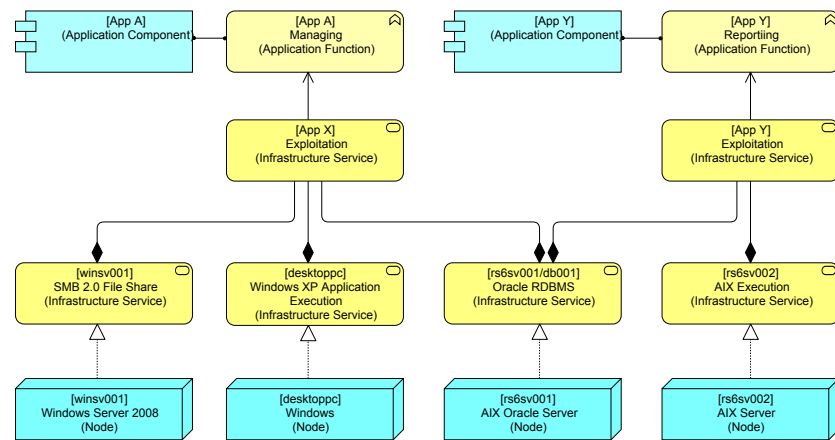 [App A]
(Application Component)
[App A]
Managing
(Application Function)
[App Y]
(Application Component)
[App Y]
Reportiing
(Application Function)
[App X]
Exploitation
(Infrastructure Service)
[App Y]
Exploitation
(Infrastructure Service)
[winsv001]
SMB 2.0 File Share
(Infrastructure Service)
[desktoppc]
Windows XP Application
Execution
(Infrastructure Service)
[rs6sv001/db001]
Oracle RDBMS
(Infrastructure Service)
[rs6sv002]
AIX Execution
(Infrastructure Service)
[winsv001]
Windows Server 2008
(Node)
[desktoppc]
Windows
(Node)
[rs6sv001]
AIX Oracle Server
(Node)
[rs6sv002]
AIX Server
(Node)